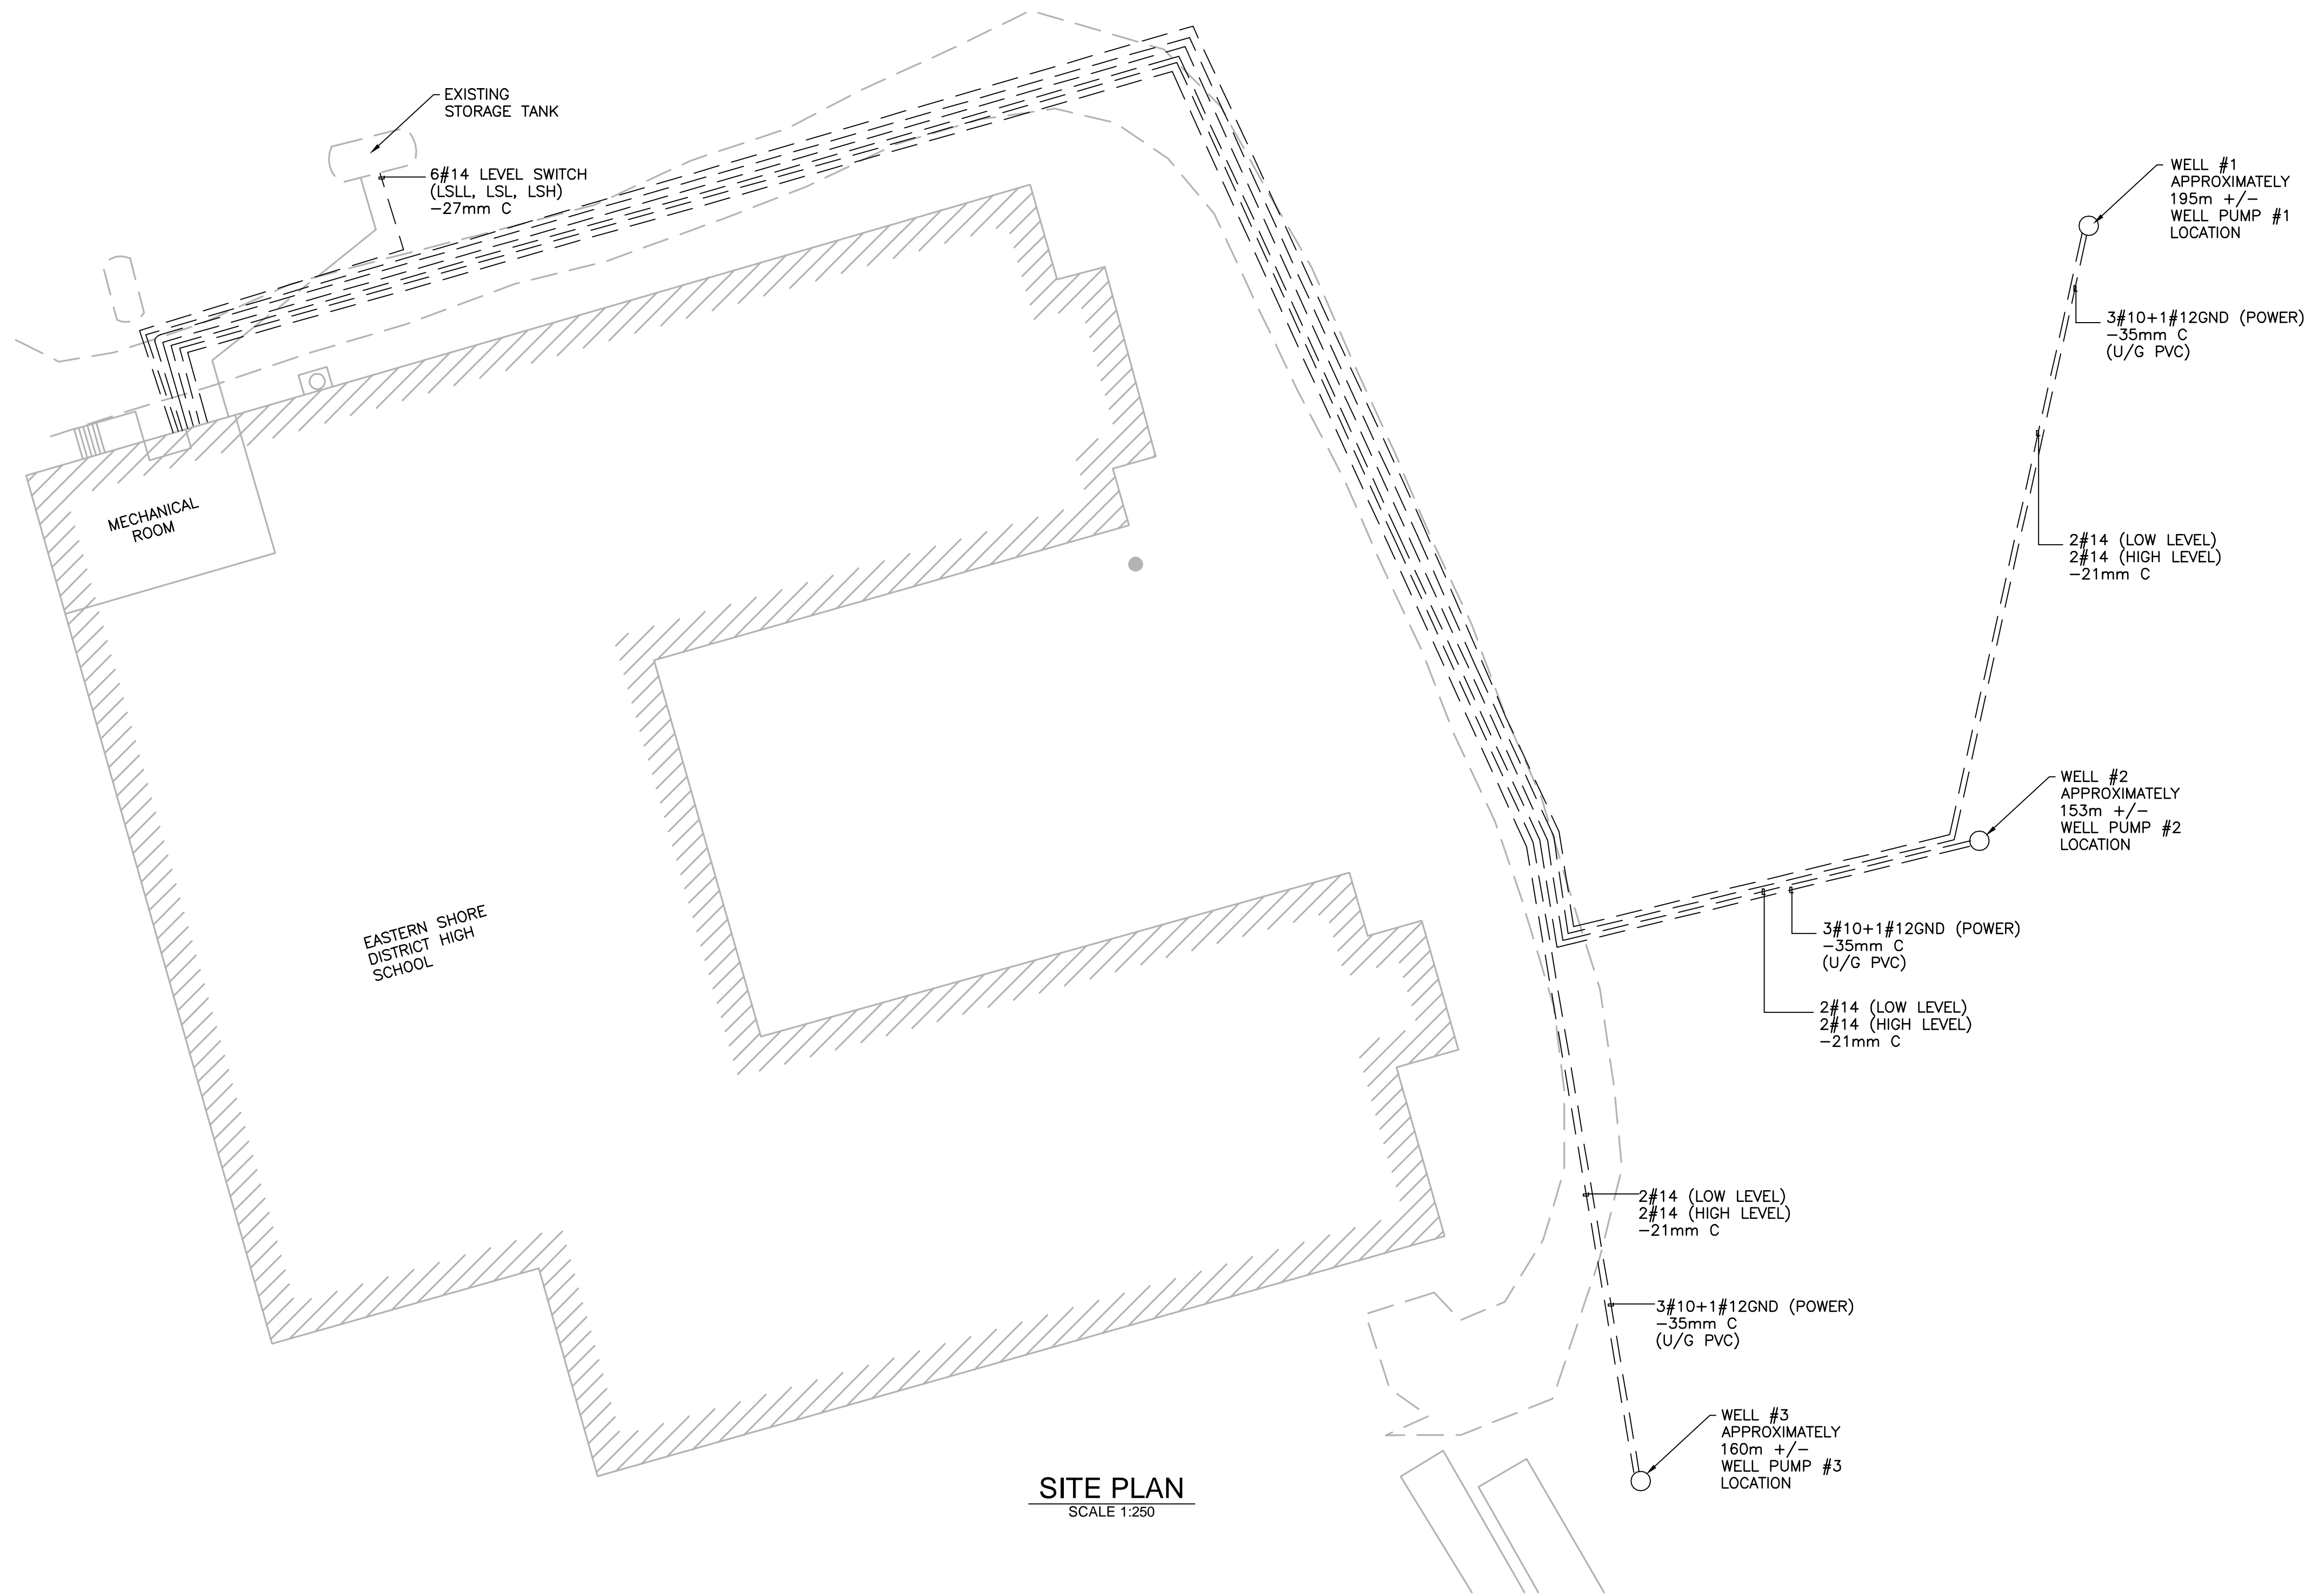 EXISTING
STORAGE TANK
6#14 LEVEL SWITCH
(LSLL, LSL, LSH)
-27mm C
WELL #1
APPROXIMATELY
195m +/-
WELL PUMP #1
LOCATION
3#10+1#12GND (POWER)
-35mm C
(U/G PVC)
MECHANICAL
ROOM
2#14 (LOW LEVEL)
2#14 (HIGH LEVEL)
-21mm C
WELL #2
APPROXIMATELY
153m +/-
WELL PUMP #2
LOCATION
EASTERN SHORE
DISTRICT HIGH
SCHOOL
3#10+1#12GND (POWER)
-35mm C
(U/G PVC)
2#14 (LOW LEVEL)
2#14 (HIGH LEVEL)
-21mm C
2#14 (LOW LEVEL)
2#14 (HIGH LEVEL)
-21mm C
3#10+1#12GND (POWER)
-35mm C
(U/G PVC)
WELL #3
APPROXIMATELY
160m +/-
WELL PUMP #3
LOCATION
SITE PLAN
SCALE 1:250